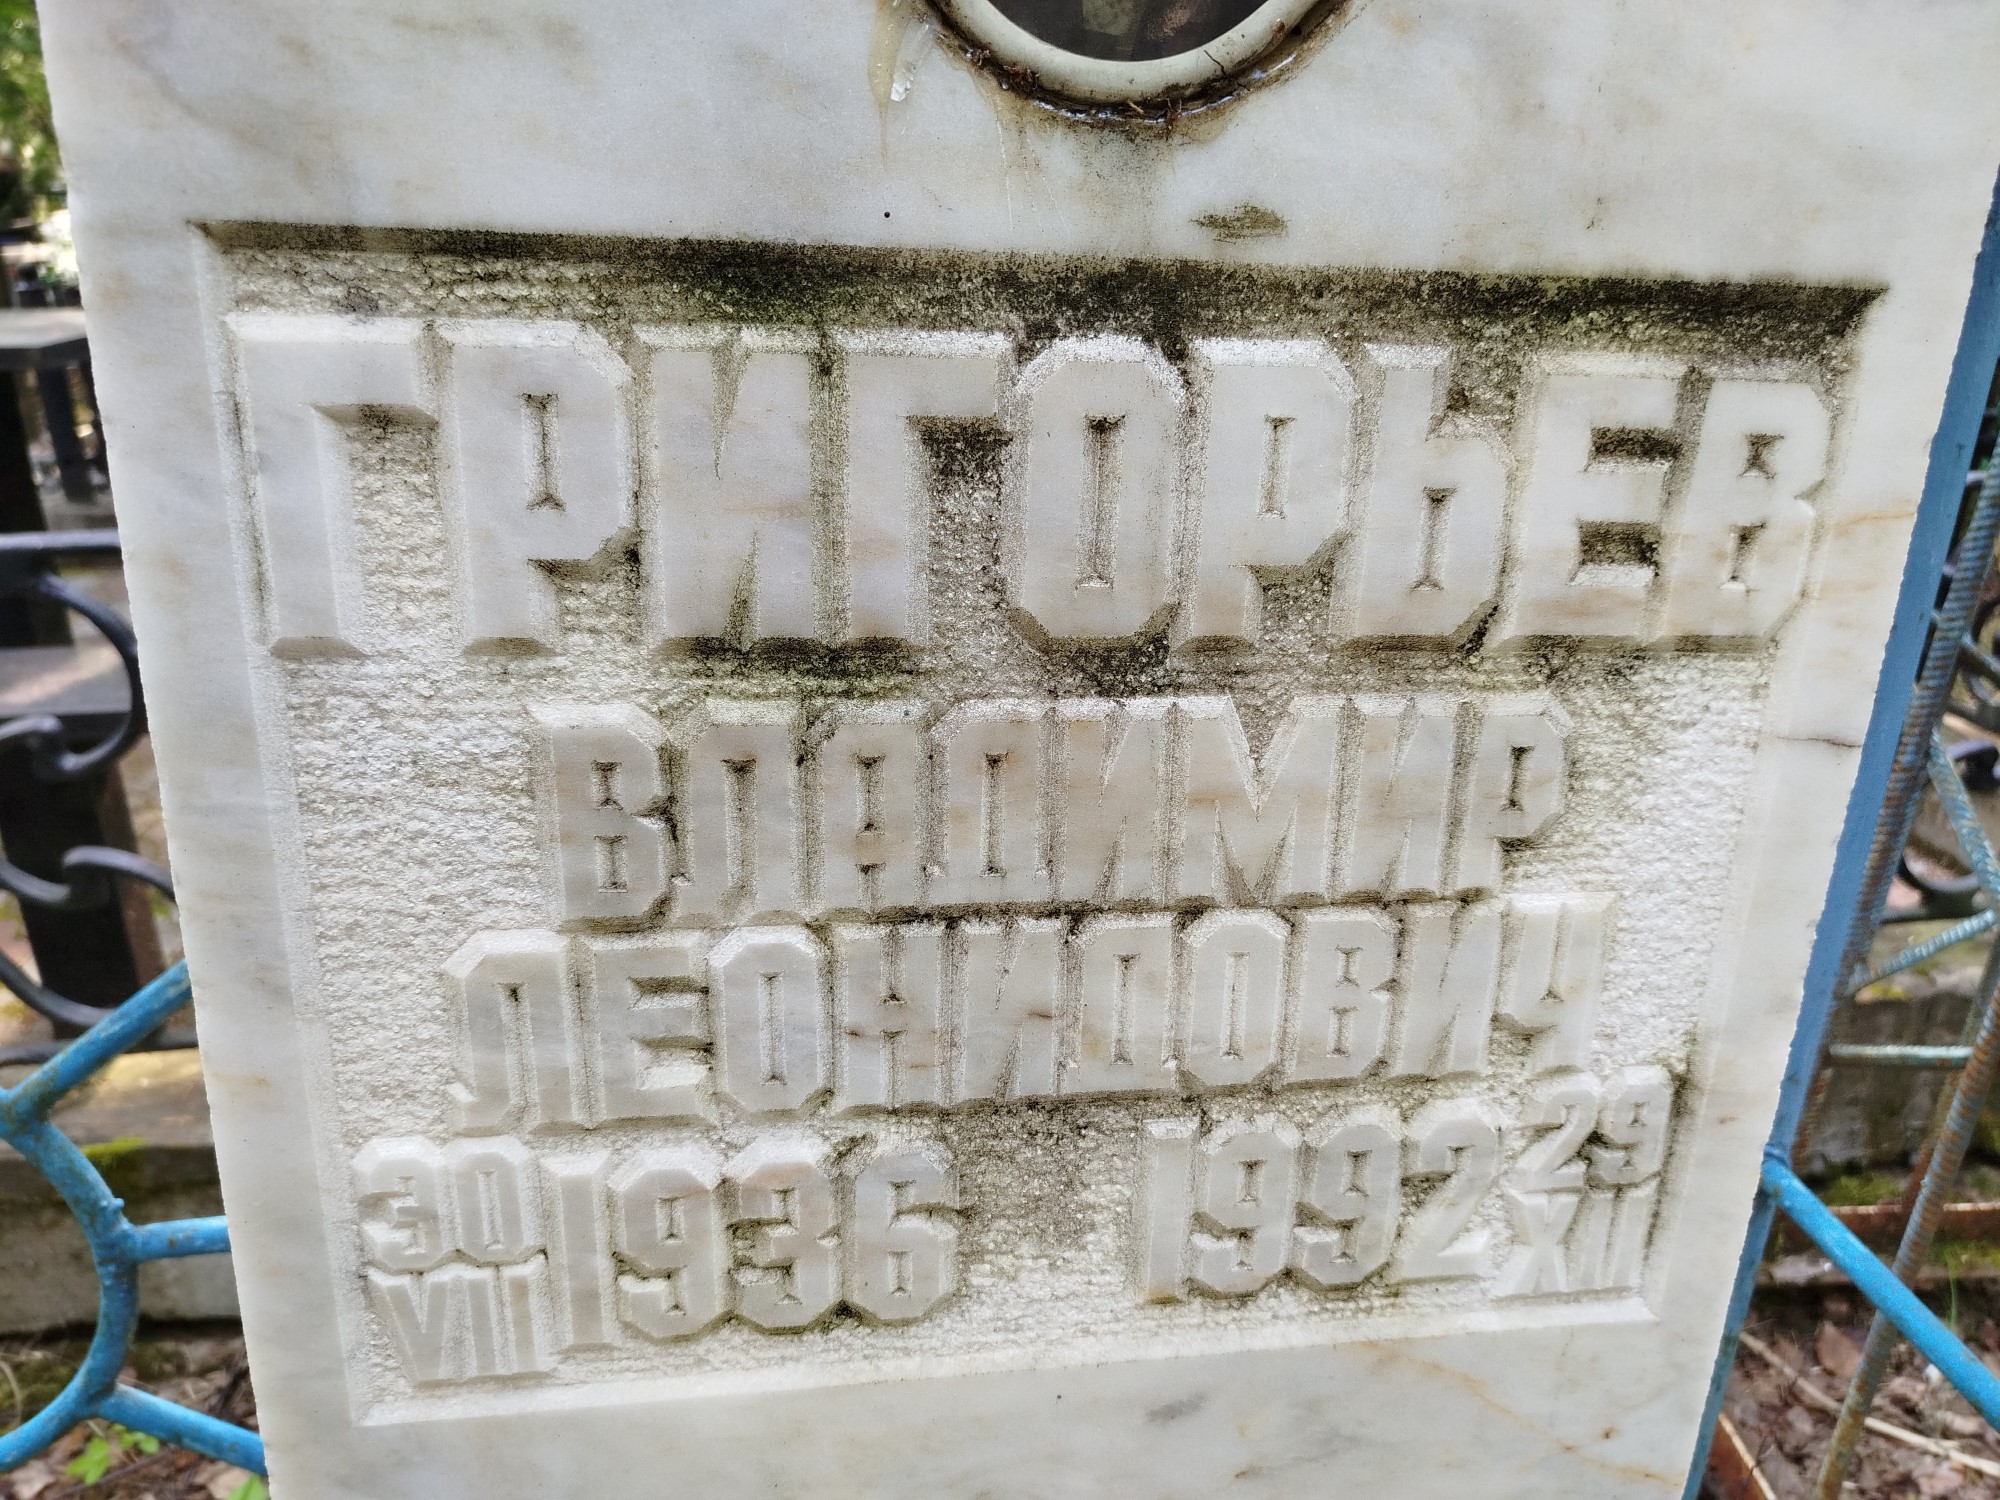 ГРИГОРЬЕВ
ВЛАДИМИР
ЛЕОНИДОВИЧ
30 VII 1936 1992 29 XII